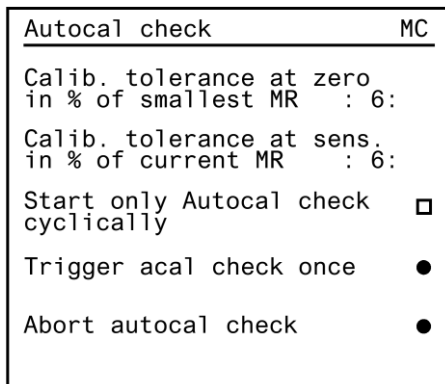 Autocal check MC
Calib. tolerance at zero
in % of smallest MR : 6:
Calib. tolerance at sens.
in % of current MR : 6:
Start only Autocal check
cyclically
Trigger acal check once
Abort autocal check